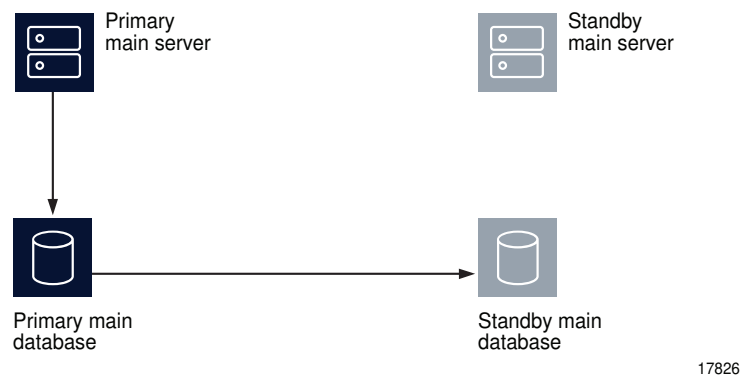 Primary
main server
Standby
main server
Primary main
database
Standby main
database
17826